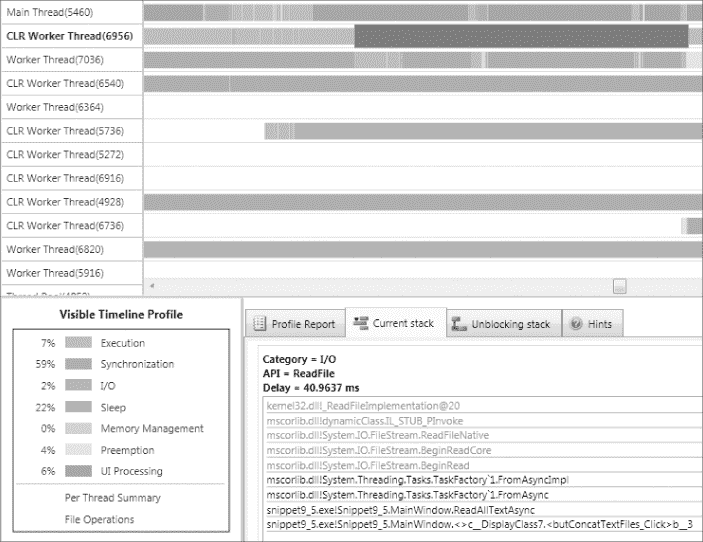 Main Thread(5460)
CLR Worker Thread(6956)
Worker Thread(7036)
CLR Worker Thread(6540)
Worker Thread(6364)
CLR Worker Thread(5736)
CLR Worker Thread(5272)
CLR Worker Thread(6916)
CLR Worker Thread(4928)
CLR Worker Thread(6736)
Worker Thread(6820)
Worker Thread(5916)
Visible Timeline Profile
7% Execution
59% Synchronization
2% I/O
22% Sleep
0% Memory Management
4% Preemption
6% UI Processing
Per Thread Summary
File Operations
Profile Report
Current stack
Unblocking stack
Hints
Category = I/O
API = ReadFile
Delay = 40.9637 ms
kernel32.dll!_ReadFileImplementation@20
mscorlib.dll!dynamicClass.IL_STUB_PInvoke
mscorlib.dll!System.IO.FileStream.ReadFileNative
mscorlib.dll!System.IO.FileStream.BeginReadCore
mscorlib.dll!System.IO.FileStream.BeginRead
mscorlib.dll!System.Threading.Tasks.TaskFactory`1.FromAsyncImpl
mscorlib.dll!System.Threading.Tasks.TaskFactory`1.FromAsync
snippet9_5.exe!Snippet9_5.MainWindow.ReadAllTextAsync
snippet9_5.exe!Snippet9_5.MainWindow.<>c__DisplayClass7.<butConcatTextFiles_Click>b__3